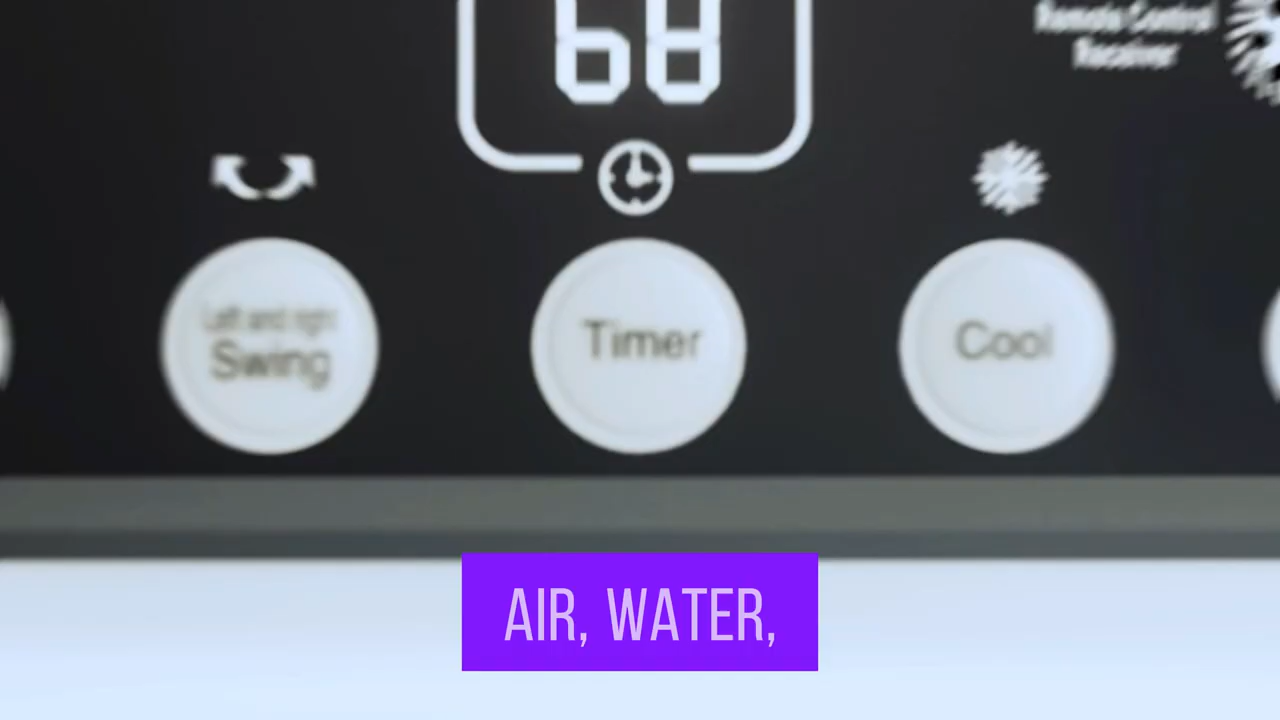 68
Remote Control
Receiver
Left and right
Swing
Timer
Cool
AIR, WATER,